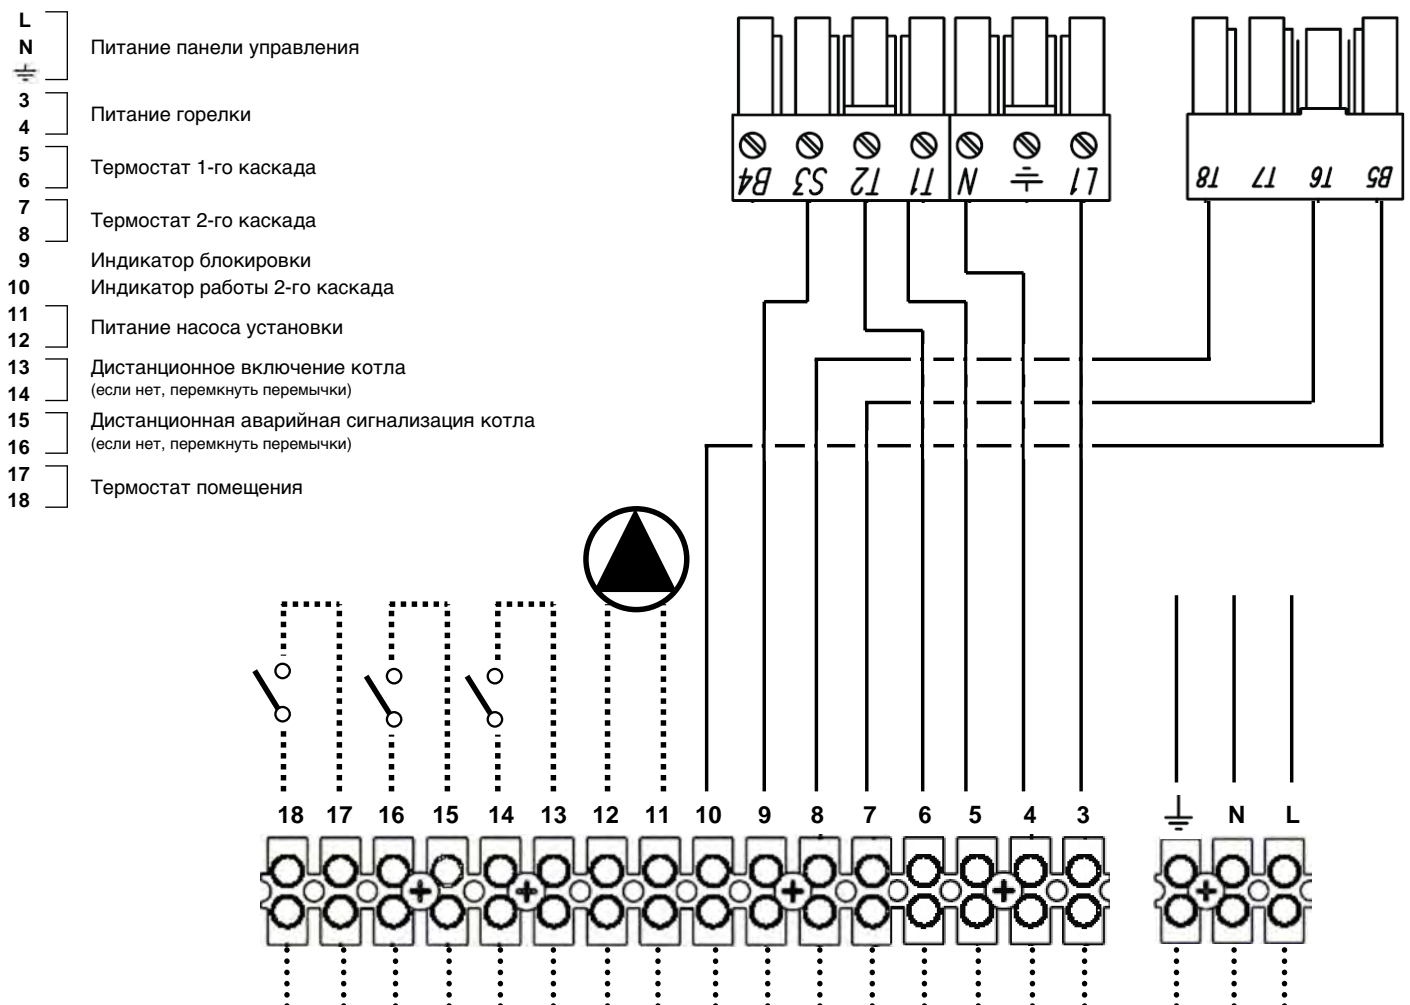 L
N
Питание панели управления
3
4
Питание горелки
5
6
Термостат 1-го каскада
7
8
Термостат 2-го каскада
9 Индикатор блокировки
10 Индикатор работы 2-го каскада
11
12
Питание насоса установки
13
14
Дистанционное включение котла
(если нет, перемкнуть перемычки)
15
16
Дистанционная аварийная сигнализация котла
(если нет, перемкнуть перемычки)
17
18
Термостат помещения
B4 S3 T2 T1 N L1
T8 T7 T6 B5
18 17 16 15 14 13 12 11 10 9 8 7 6 5 4 3
N L